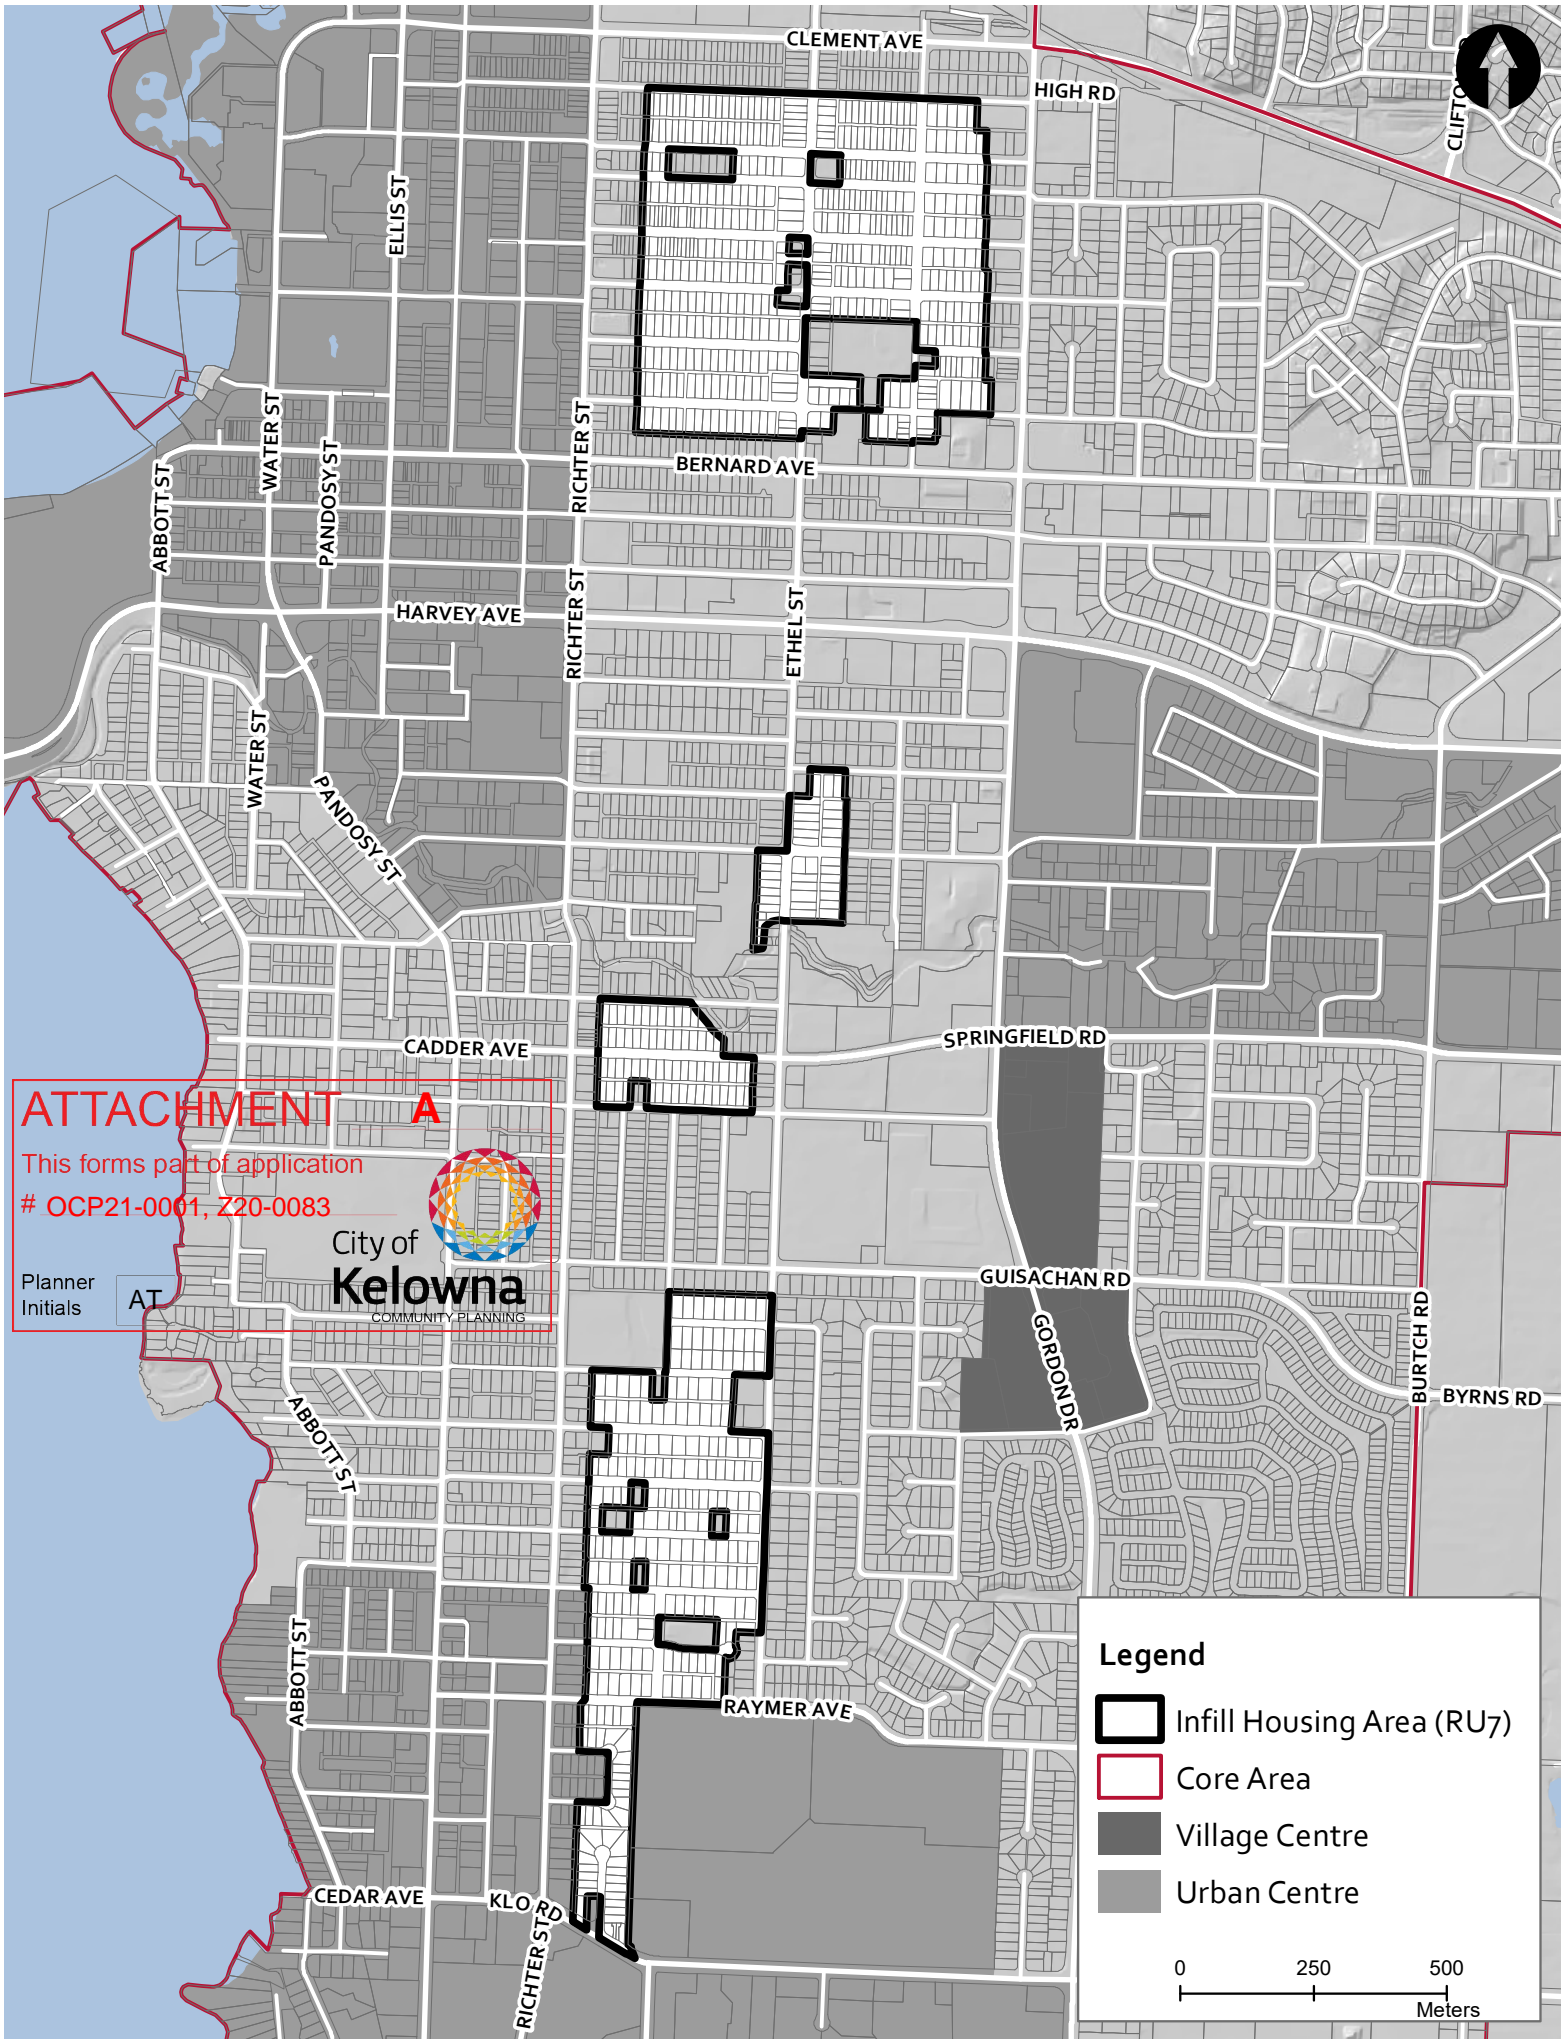 CLEMENT AVE
HIGH RD
ELLIS ST
WATER ST
PANDOSY ST
RICHTER ST
ABBOTT ST
BERNARD AVE
HARVEY AVE
RICHTER ST
ETHEL ST
WATER ST
PANDOSY ST
CADDER AVE
SPRINGFIELD RD
ATTACHMENT A
This forms part of application
# OCP21-0001, Z20-0083
City of
Kelowna
COMMUNITY PLANNING
Planner
Initials
AT
GUISACHAN RD
GORDON DR
BURTCH RD
BYRNS RD
ABBOTT ST
ABBOTT ST
RAYMER AVE
CEDAR AVE
KLO RD
RICHTER ST
Legend
Infill Housing Area (RU7)
Core Area
Village Centre
Urban Centre
0 250 500
Meters